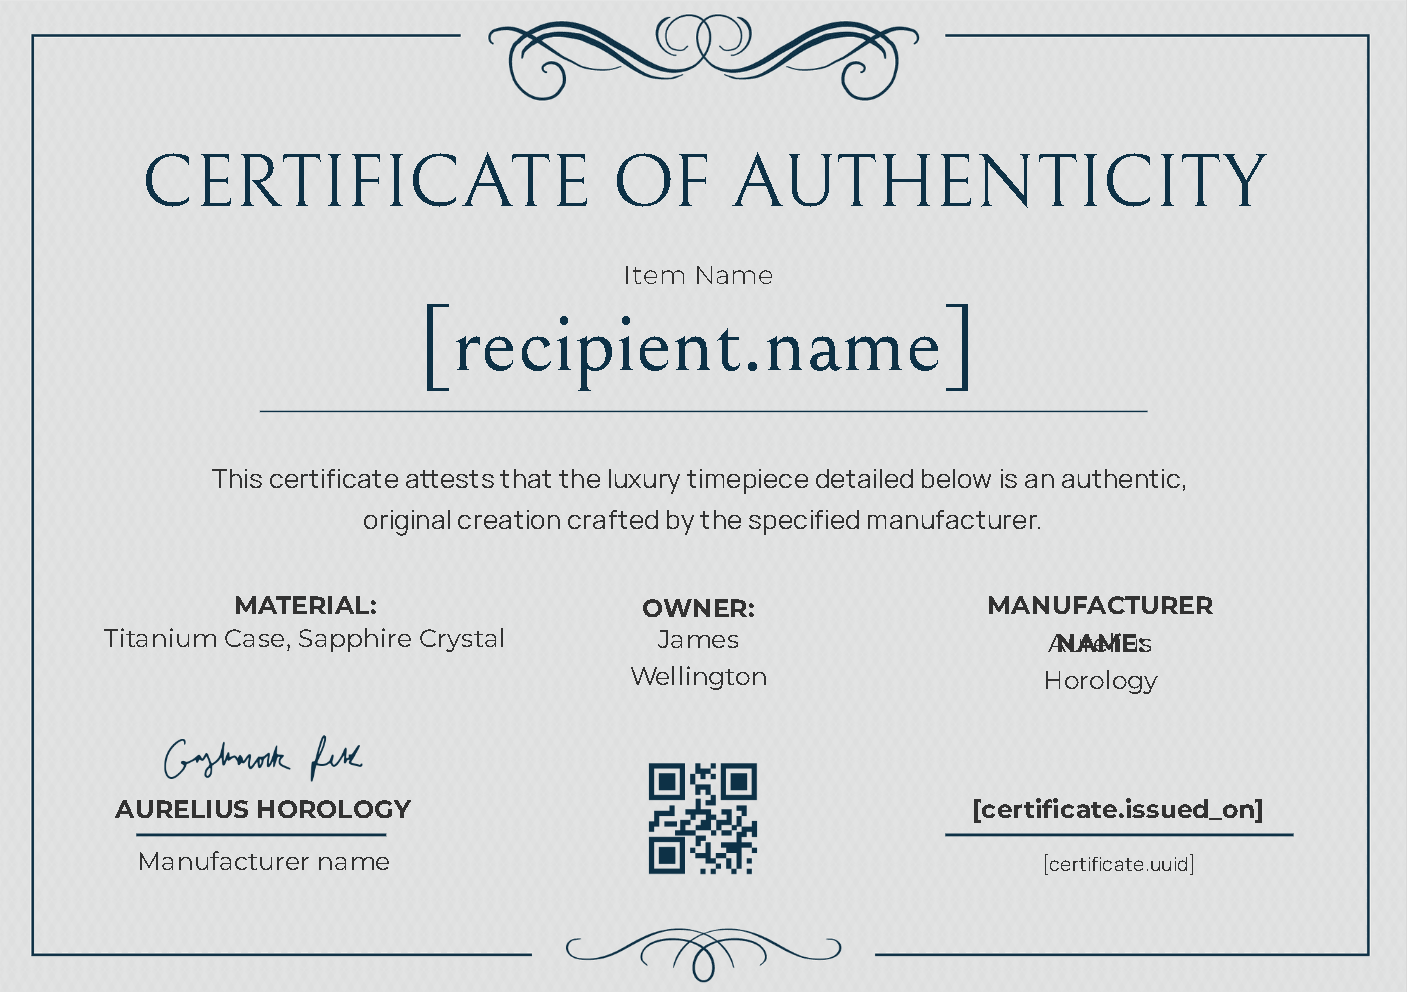 CERTIFICATE OF AUTHENTICITY
Item Name
[recipient.name]
This certificate attests that the luxury timepiece detailed below is an authentic,
original creation crafted by the specified manufacturer.
MATERIAL:
Titanium Case, Sapphire Crystal
OWNER:
James
Wellington
MANUFACTURER
NAME:
Aurelius
Horology
AURELIUS HOROLOGY
Manufacturer name
[certificate.issued_on]
[certificate.uuid]